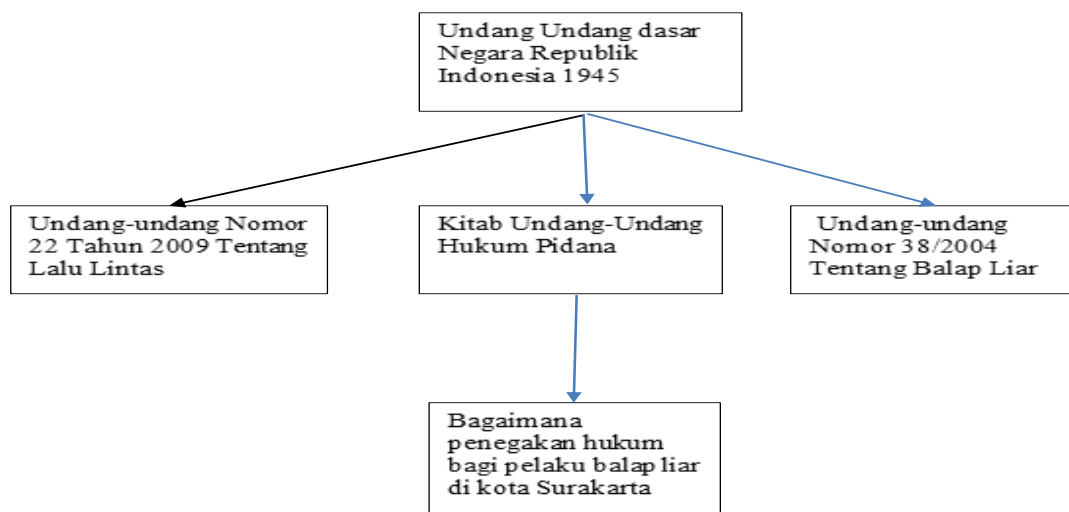 Undang Undang dasar
Negara Republik
Indonesia 1945
Undang-undang Nomor
22 Tahun 2009 Tentang
Lalu Lintas
Kitab Undang-Undang
Hukum Pidana
Undang-undang
Nomor 38/2004
Tentang Balap Liar
Bagaimana
penegakan hukum
bagi pelaku balap liar
di kota Surakarta